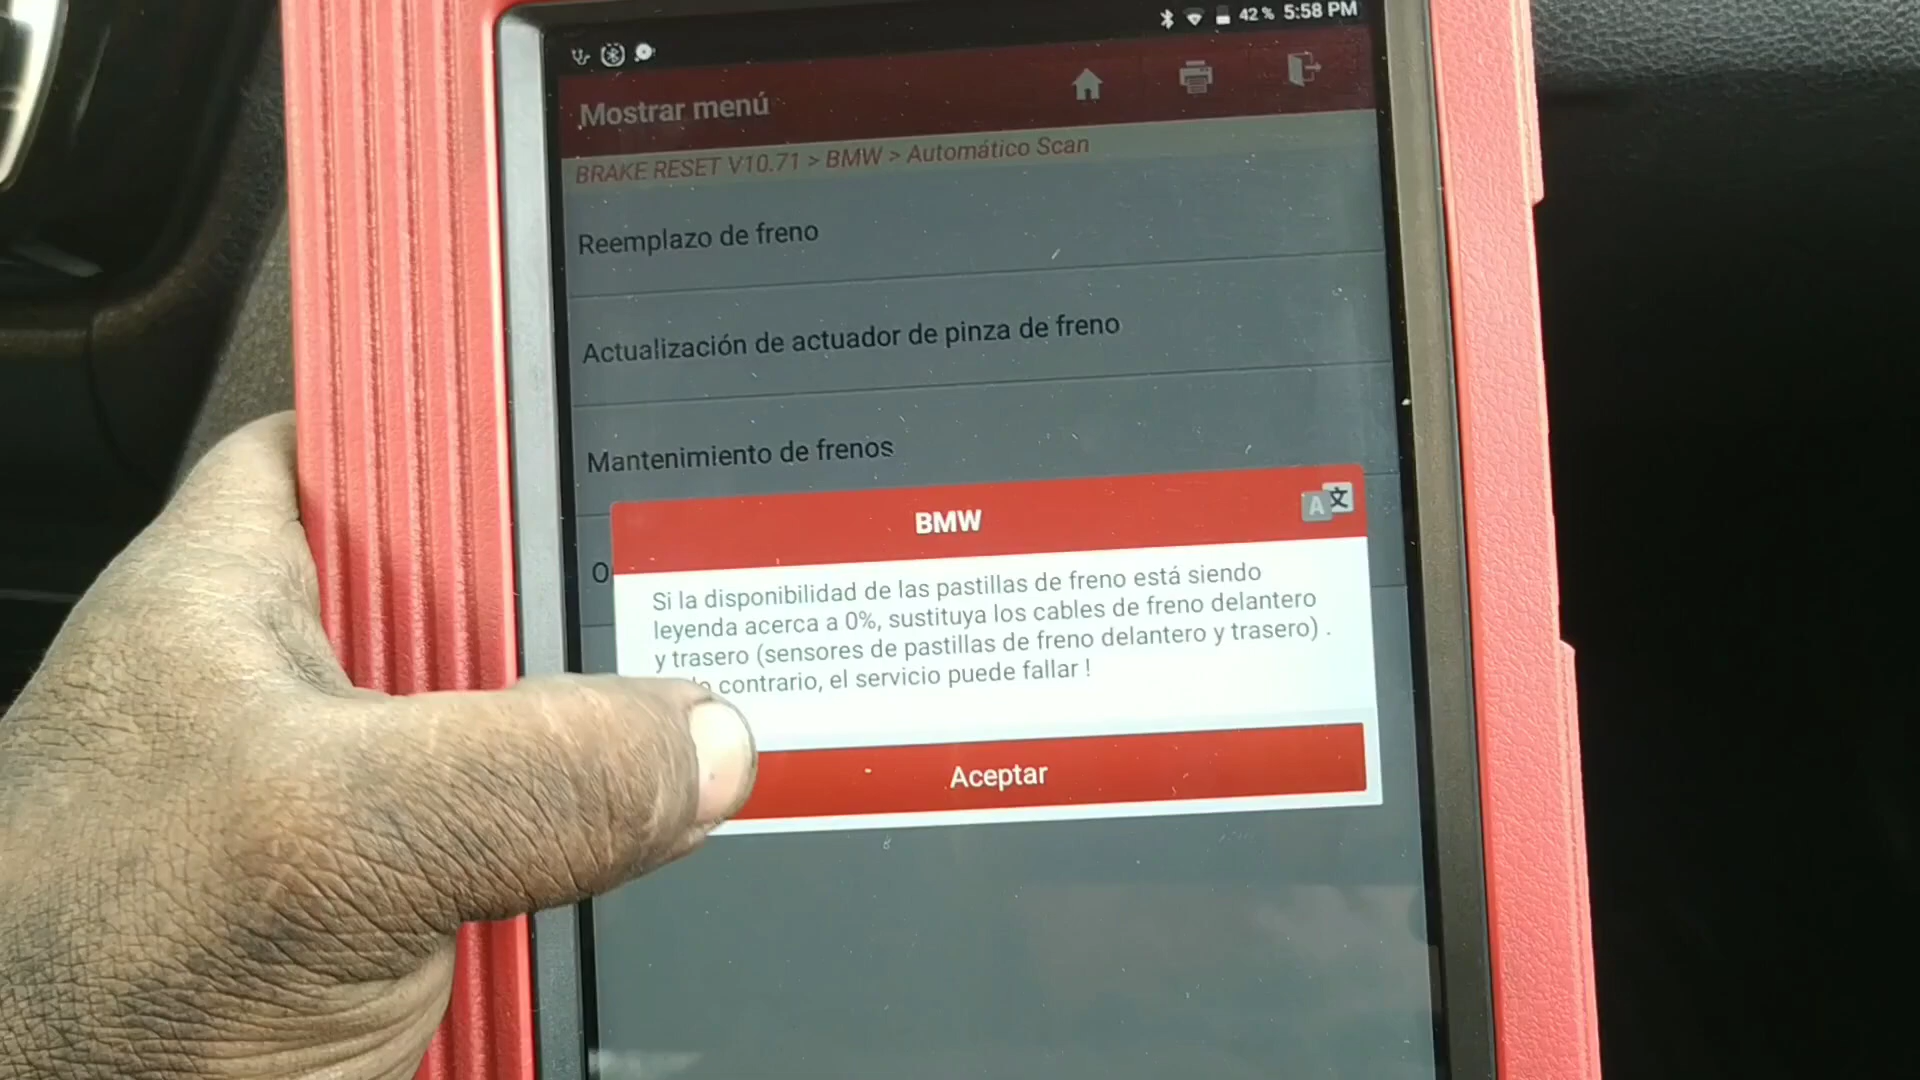 42 % 5:58 PM
Mostrar menú
BRAKE RESET V10.71 > BMW > Automático Scan
Reemplazo de freno
Actualización de actuador de pinza de freno
Mantenimiento de frenos
BMW
A文
Si la disponibilidad de las pastillas de freno está siendo
leyenda acerca a 0%, sustituya los cables de freno delantero
y trasero (sensores de pastillas de freno delantero y trasero) .
contrario, el servicio puede fallar !
Aceptar